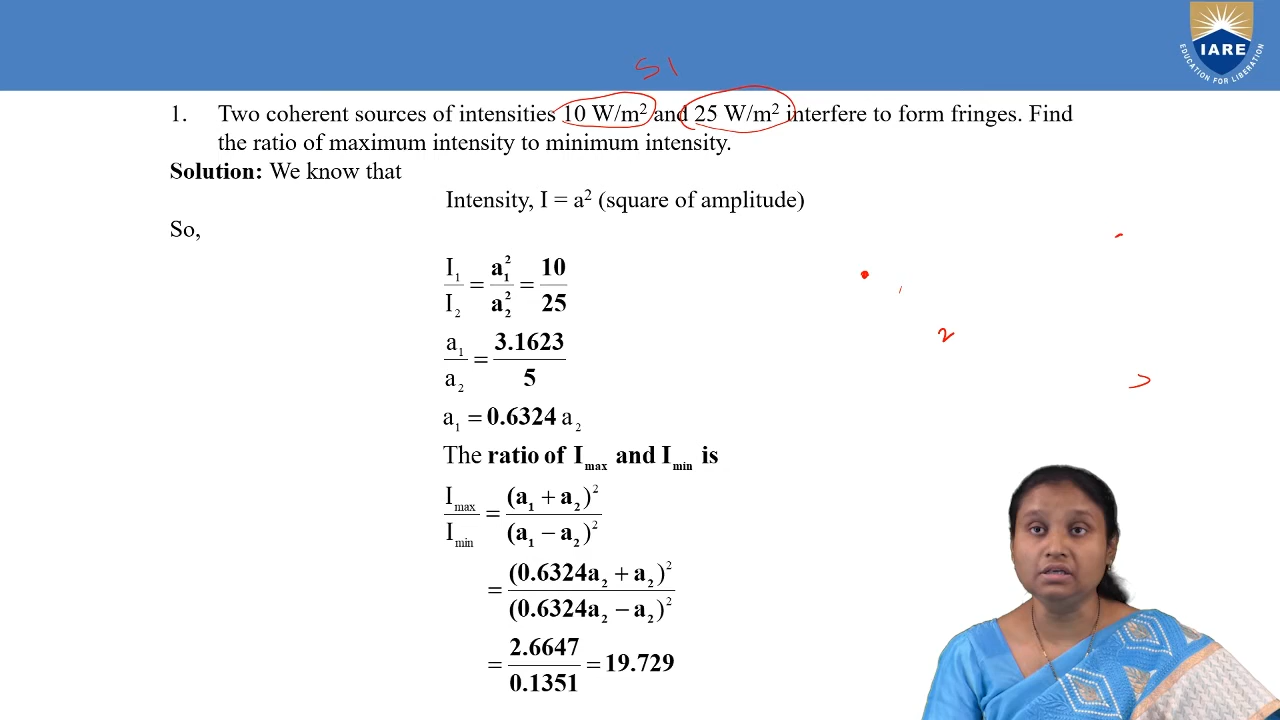 IARE
EDUCATION FOR LIBERATION
S1
1. Two coherent sources of intensities 10 W/m² and 25 W/m² interfere to form fringes. Find
the ratio of maximum intensity to minimum intensity.
Solution: We know that
Intensity, I = a² (square of amplitude)
So,
I₁/I₂ = a₁²/a₂² = 10/25
2
a₁/a₂ = 3.1623/5
a₁ = 0.6324 a₂
The ratio of Imax and Imin is
Imax/Imin = (a₁ + a₂)²/(a₁ − a₂)²
= (0.6324a₂ + a₂)²/(0.6324a₂ − a₂)²
= 2.6647/0.1351 = 19.729